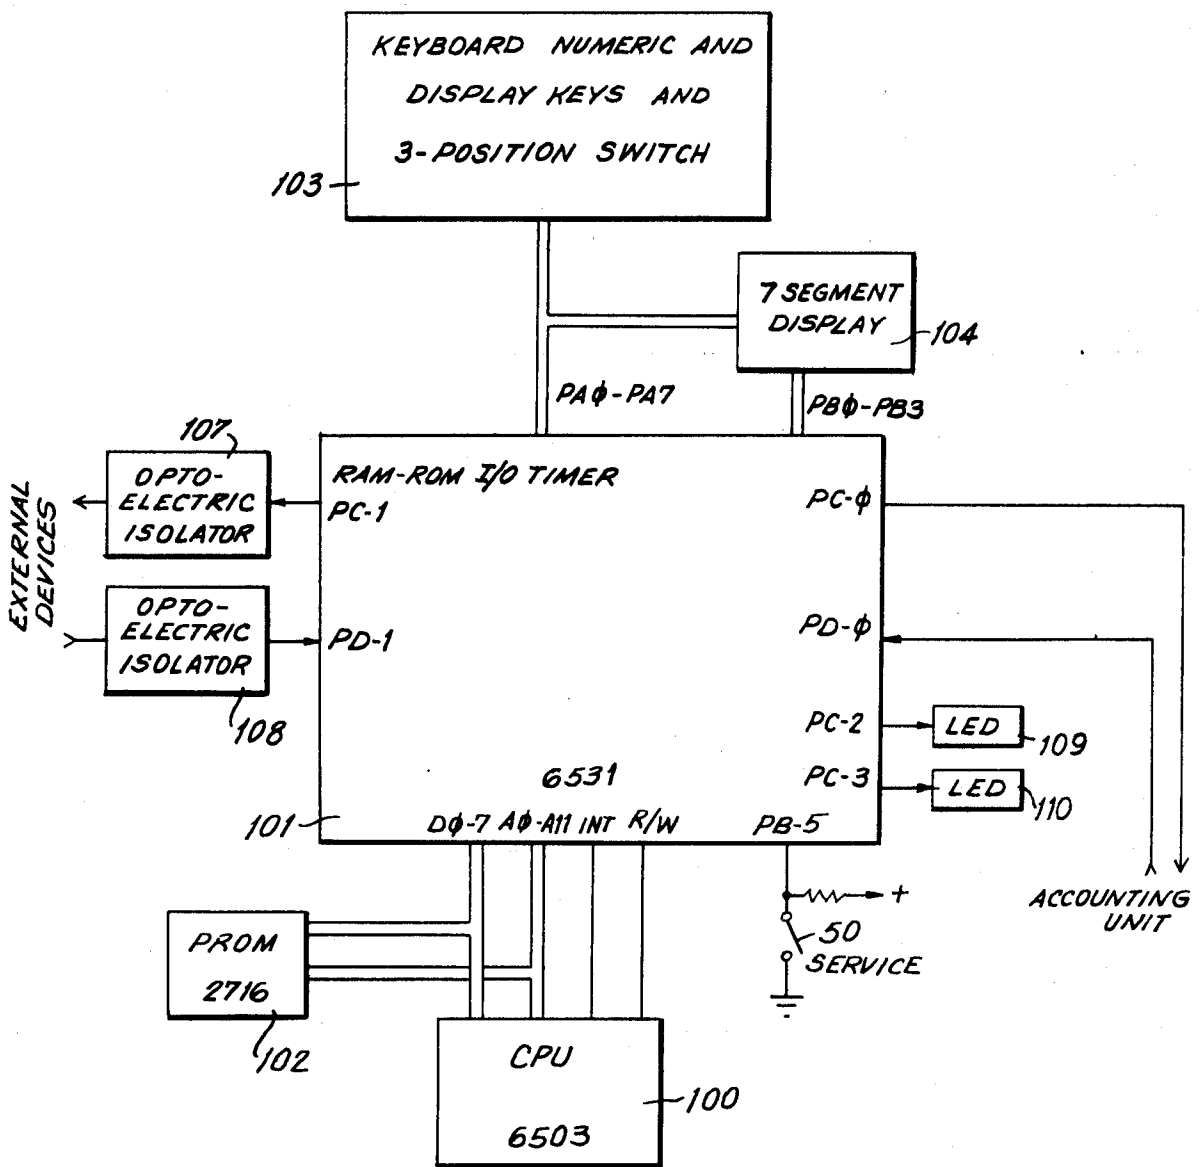 KEYBOARD NUMERIC AND
DISPLAY KEYS AND
3-POSITION SWITCH
103
7 SEGMENT
DISPLAY
104
PAϕ-PA7
PBϕ-PB3
107
OPTO-
ELECTRIC
ISOLATOR
EXTERNAL
DEVICES
OPTO-
ELECTRIC
ISOLATOR
108
RAM-ROM I/O TIMER
PC-1
PC-ϕ
PD-1
PD-ϕ
PC-2
LED
109
PC-3
LED
110
6531
101
Dϕ-7 Aϕ-A11 INT R/W PB-5
+
50
SERVICE
ACCOUNTING
UNIT
PROM
2716
102
CPU
6503
100